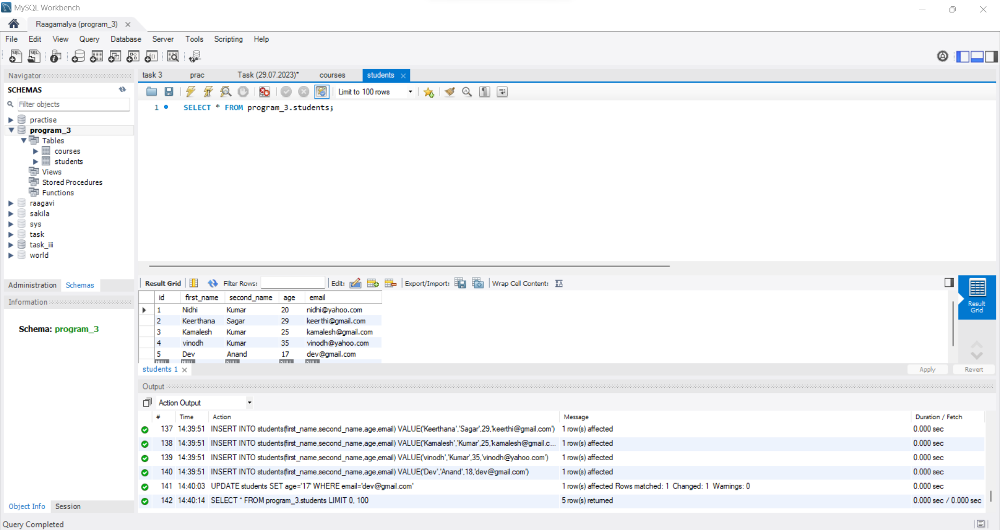 MySQL Workbench
Raagamalya (program_3)
File Edit View Query Database Server Tools Scripting Help
Navigator
SCHEMAS
Filter objects
practise
program_3
Tables
courses
students
Views
Stored Procedures
Functions
raagavi
sakila
sys
task
task_iii
world
Administration Schemas
Information
Schema: program_3
Object Info Session
task 3 prac Task (29.07.2023)* courses students
Limit to 100 rows
1 SELECT * FROM program_3.students;
Result Grid Filter Rows: Edit: Export/Import: Wrap Cell Content:
id first_name second_name age email
1 Nidhi Kumar 20 nidhi@yahoo.com
2 Keerthana Sagar 29 keerthi@gmail.com
3 Kamalesh Kumar 25 kamalesh@gmail.com
4 vinodh Kumar 35 vinodh@yahoo.com
5 Dev Anand 17 dev@gmail.com
NULL NULL NULL NULL NULL
Result
Grid
students 1
Apply Revert
Output
Action Output
# Time Action Message Duration / Fetch
137 14:39:51 INSERT INTO students(first_name,second_name,age,email) VALUE('Keerthana','Sagar',29,'keerthi@gmail.com') 1 row(s) affected 0.000 sec
138 14:39:51 INSERT INTO students(first_name,second_name,age,email) VALUE('Kamalesh','Kumar',25,'kamalesh@gmail.c... 1 row(s) affected 0.000 sec
139 14:39:51 INSERT INTO students(first_name,second_name,age,email) VALUE('vinodh','Kumar',35,'vinodh@yahoo.com') 1 row(s) affected 0.000 sec
140 14:39:51 INSERT INTO students(first_name,second_name,age,email) VALUE('Dev','Anand',18,'dev@gmail.com') 1 row(s) affected 0.000 sec
141 14:40:03 UPDATE students SET age='17' WHERE email='dev@gmail.com' 1 row(s) affected Rows matched: 1 Changed: 1 Warnings: 0 0.000 sec
142 14:40:14 SELECT * FROM program_3.students LIMIT 0, 100 5 row(s) returned 0.000 sec / 0.000 sec
Query Completed